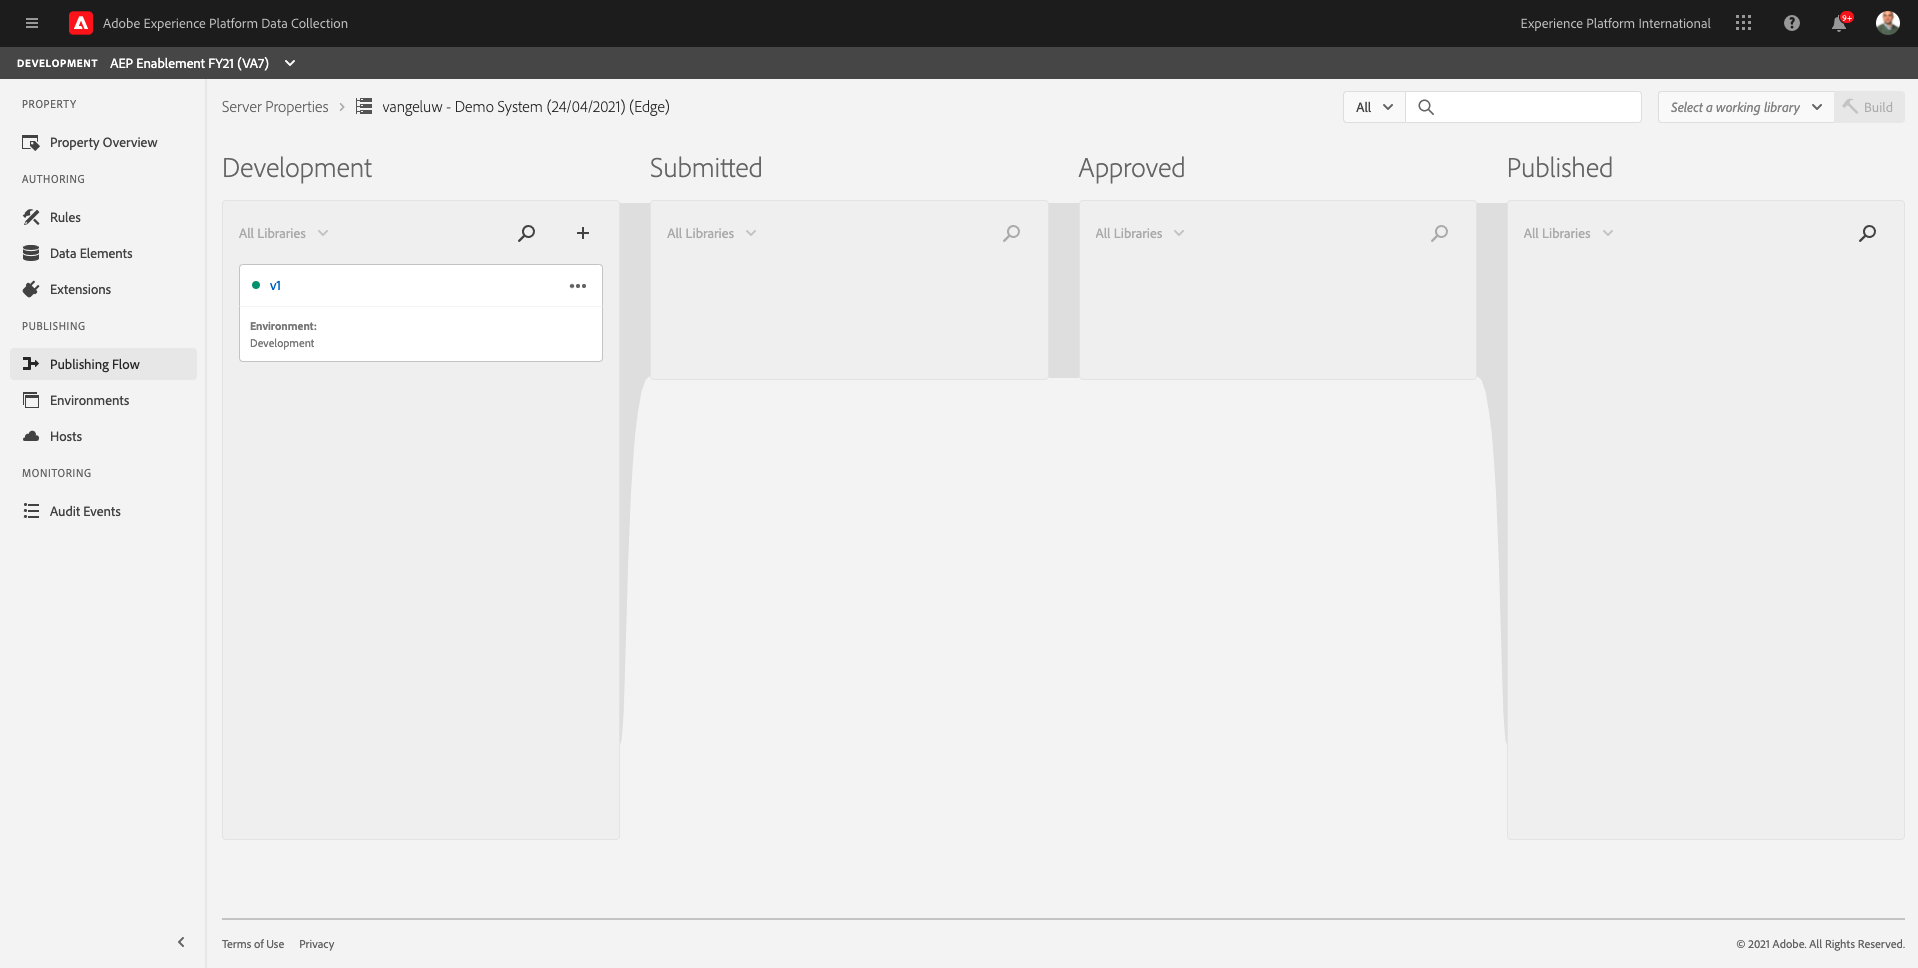 Adobe Experience Platform Data Collection
Experience Platform International
9+
DEVELOPMENT AEP Enablement FY21 (VA7)
PROPERTY
Property Overview
AUTHORING
Rules
Data Elements
Extensions
PUBLISHING
Publishing Flow
Environments
Hosts
MONITORING
Audit Events
Server Properties > vangeluw - Demo System (24/04/2021) (Edge)
All
Select a working library
Build
Development
All Libraries
v1
Environment:
Development
Submitted
All Libraries
Approved
All Libraries
Published
All Libraries
Terms of Use Privacy
© 2021 Adobe. All Rights Reserved.